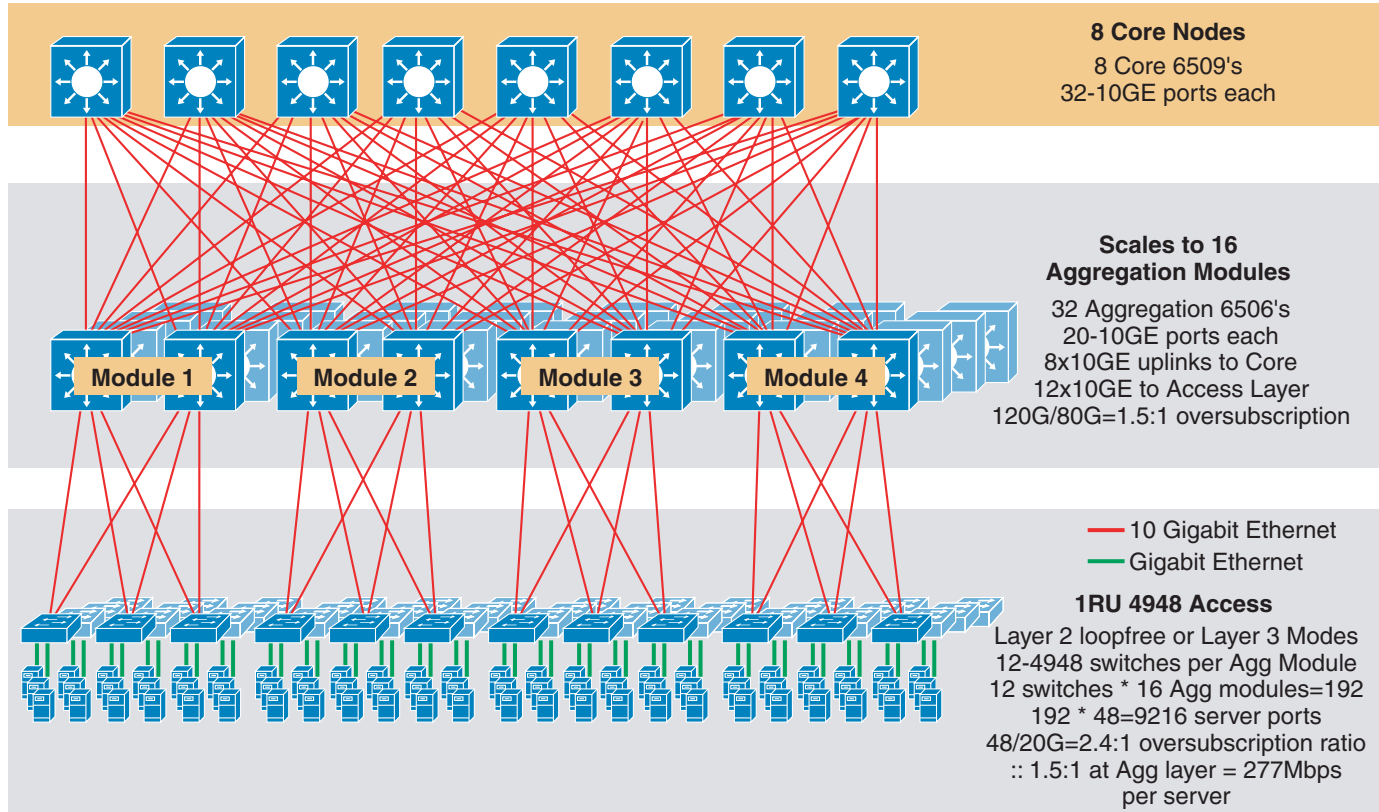 8 Core Nodes
8 Core 6509's
32-10GE ports each
Scales to 16
Aggregation Modules
32 Aggregation 6506's
20-10GE ports each
8x10GE uplinks to Core
12x10GE to Access Layer
120G/80G=1.5:1 oversubscription
Module 1
Module 2
Module 3
Module 4
10 Gigabit Ethernet
Gigabit Ethernet
1RU 4948 Access
Layer 2 loopfree or Layer 3 Modes
12-4948 switches per Agg Module
12 switches * 16 Agg modules=192
192 * 48=9216 server ports
48/20G=2.4:1 oversubscription ratio
:: 1.5:1 at Agg layer = 277Mbps
per server